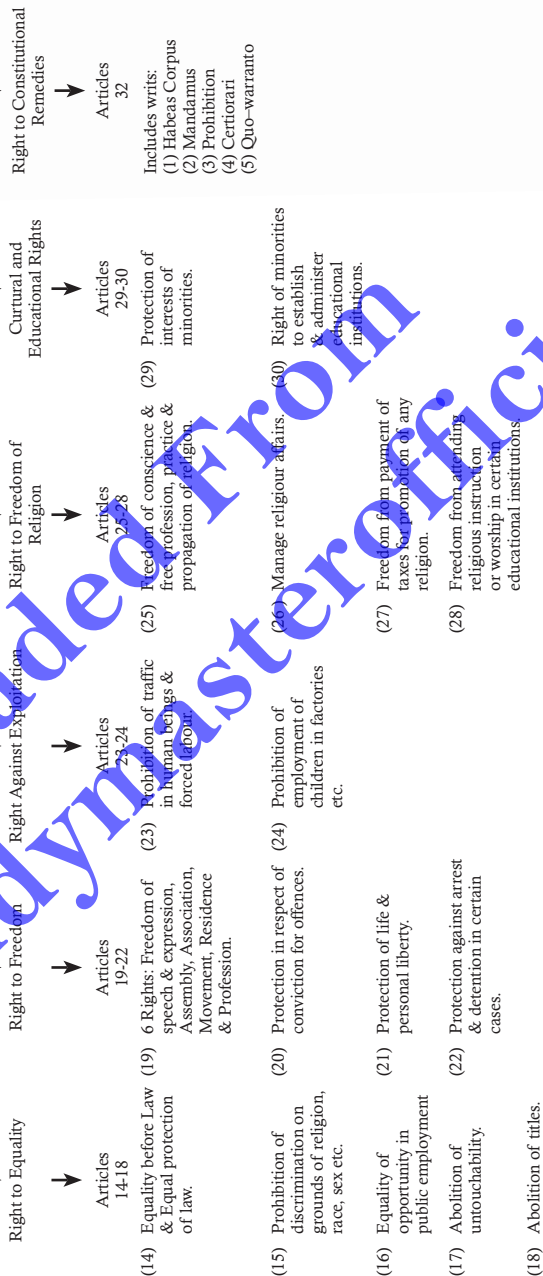 Right to Equality
Articles
14-18
(14) Equality before Law
& Equal protection
of law.
(15) Prohibition of
discrimination on
grounds of religion,
race, sex etc.
(16) Equality of
opportunity in
public employment
(17) Abolition of
untouchability.
(18) Abolition of titles.
Right to Freedom
Articles
19-22
(19) 6 Rights: Freedom of
speech & expression,
Assembly, Association,
Movement, Residence
& Profession.
(20) Protection in respect of
conviction for offences.
(21) Protection of life &
personal liberty.
(22) Protection against arrest
& detention in certain
cases.
Right Against Exploitation
Articles
23-24
(23) Prohibition of traffic
in human beings &
forced labour.
(24) Prohibition of
employment of
children in factories
etc.
Right to Freedom of
Religion
Articles
25-28
(25) Freedom of conscience &
free profession, practice &
propagation of religion.
(26) Manage religiour affairs.
(27) Freedom from payment of
taxes for promotion of any
religion.
(28) Freedom from attending
religious instruction
or worship in certain
educational institutions.
Curtural and
Educational Rights
Articles
29-30
(29) Protection of
interests of
minorities.
(30) Right of minorities
to establish
& administer
educational
institutions.
Right to Constitutional
Remedies
Articles
32
Includes writs:
(1) Habeas Corpus
(2) Mandamus
(3) Prohibition
(4) Certiorari
(5) Quo–warranto
aded From
dymasteroffici